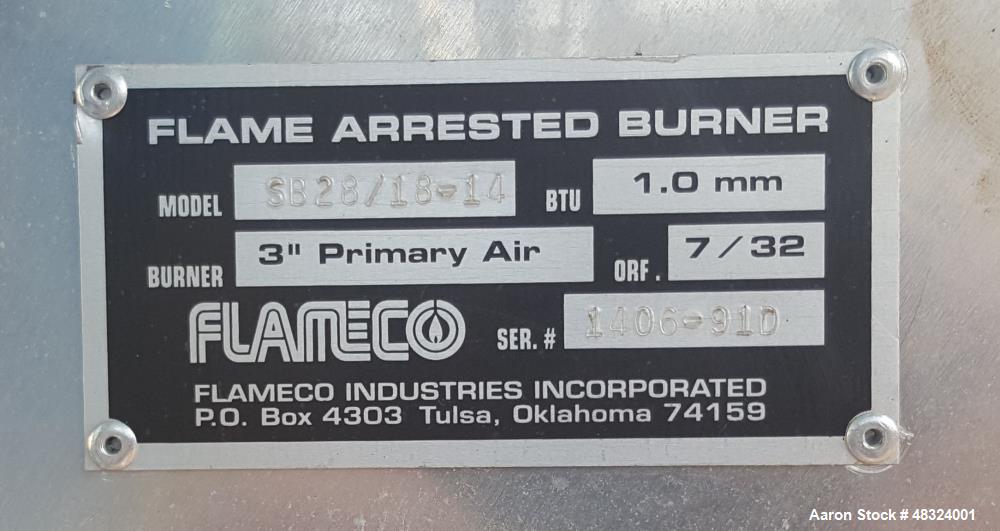 FLAME ARRESTED BURNER
MODEL SB28/18-14 BTU 1.0 mm
BURNER 3" Primary Air ORF. 7/32
FLAMECO SER. # 1406-91D
FLAMECO INDUSTRIES INCORPORATED
P.O. Box 4303 Tulsa, Oklahoma 74159
Aaron Stock # 48324001